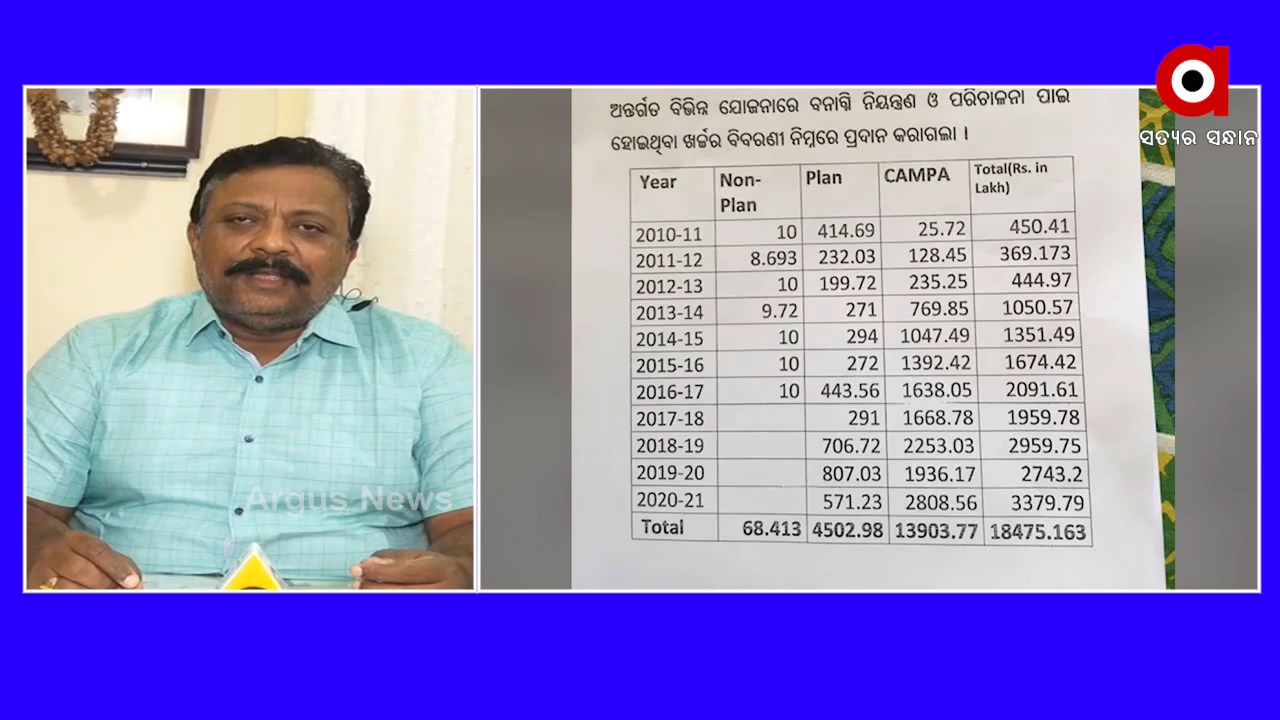 ସତ୍ୟର ସନ୍ଧାନ
ଅନ୍ତର୍ଗତ ବିଭିନ୍ନ ଯୋଜନାରେ ବନାଗ୍ନି ନିୟନ୍ତ୍ରଣ ଓ ପରିଚାଳନା ପାଇ
ହୋଇଥିବା ଖର୍ଚ୍ଚର ବିବରଣୀ ନିମ୍ନରେ ପ୍ରଦାନ କରାଗଲା ।
Year Non-Plan Plan CAMPA Total(Rs. in Lakh)
2010-11 10 414.69 25.72 450.41
2011-12 8.693 232.03 128.45 369.173
2012-13 10 199.72 235.25 444.97
2013-14 9.72 271 769.85 1050.57
2014-15 10 294 1047.49 1351.49
2015-16 10 272 1392.42 1674.42
2016-17 10 443.56 1638.05 2091.61
2017-18 291 1668.78 1959.78
2018-19 706.72 2253.03 2959.75
2019-20 807.03 1936.17 2743.2
2020-21 571.23 2808.56 3379.79
Total 68.413 4502.98 13903.77 18475.163
Argus News